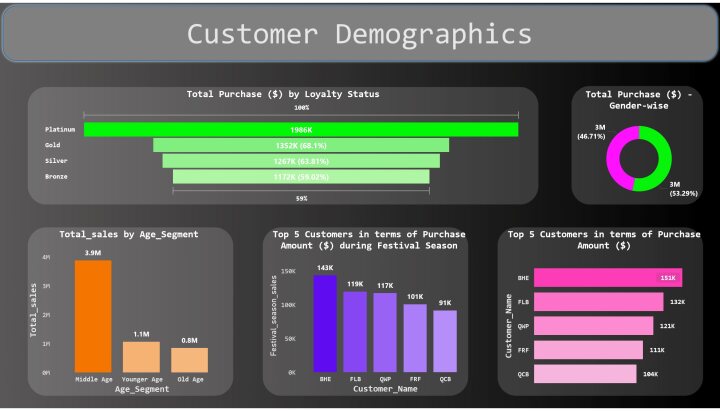 Customer Demographics
Total Purchase ($) by Loyalty Status
100%
Platinum 1986K
Gold 1352K (68.1%)
Silver 1267K (63.81%)
Bronze 1172K (59.02%)
59%
Total Purchase ($) -
Gender-wise
3M
(46.71%)
3M
(53.29%)
Total_sales by Age_Segment
Total_sales
4M
3M
2M
1M
0M
3.9M
1.1M
0.8M
Middle Age Younger Age Old Age
Age_Segment
Top 5 Customers in terms of Purchase
Amount ($) during Festival Season
Festival_season_sales
150K
100K
50K
0K
143K
119K
117K
101K
91K
BHE FLB QWP FRF QCB
Customer_Name
Top 5 Customers in terms of Purchase
Amount ($)
Customer_Name
BHE 151K
FLB 132K
QWP 121K
FRF 111K
QCB 104K